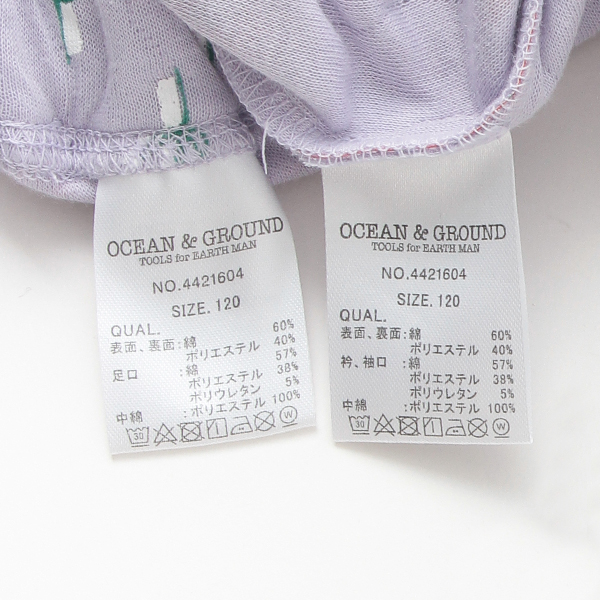 OCEAN & GROUND
TOOLS for EARTH MAN
NO.4421604
SIZE. 120
QUAL.
表面、裏面:綿 60%
ポリエステル 40%
足口 :綿 57%
ポリエステル 38%
ポリウレタン 5%
中綿 :ポリエステル 100%
30 W
OCEAN & GROUND
TOOLS for EARTH MAN
NO.4421604
SIZE. 120
QUAL.
表面、裏面:綿 60%
ポリエステル 40%
衿、袖口 :綿 57%
ポリエステル 38%
ポリウレタン 5%
中綿 :ポリエステル 100%
30 W